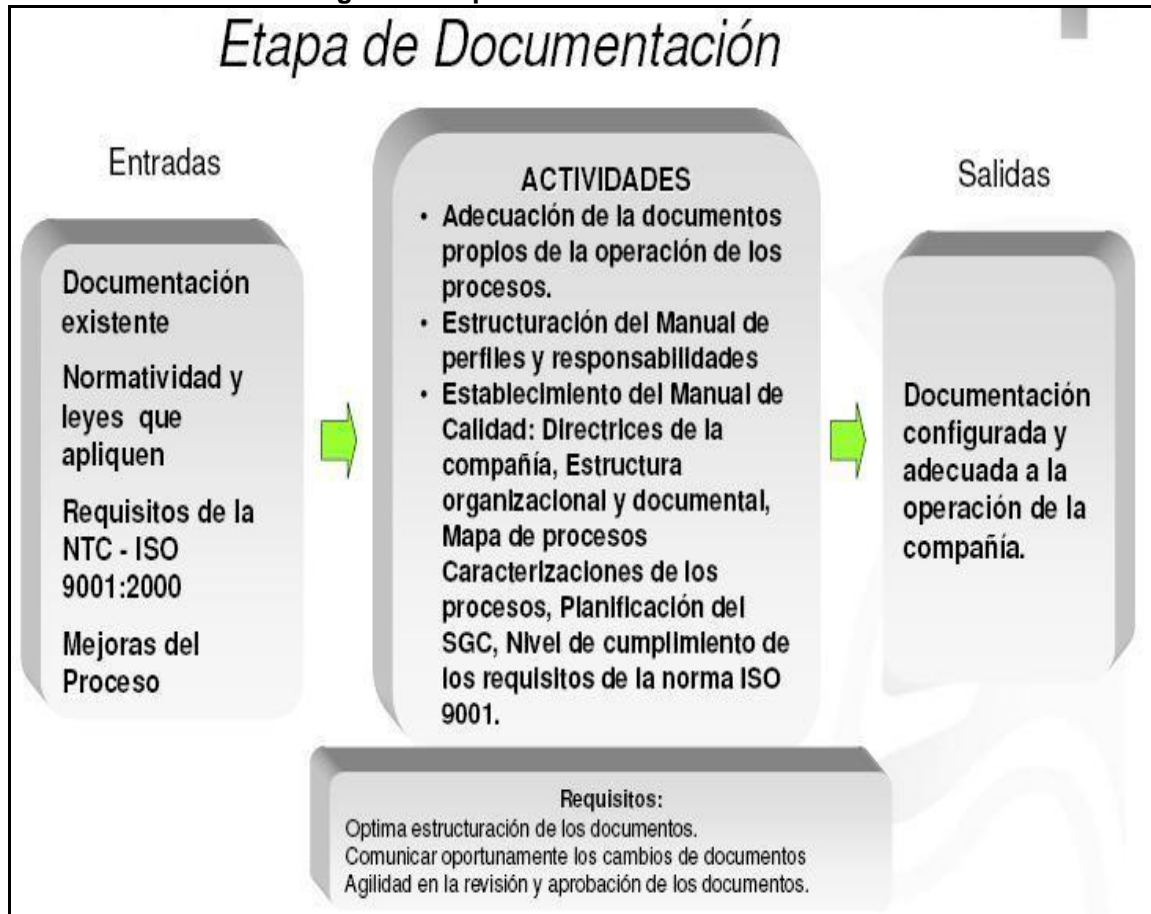 Etapa de Documentación
Entradas
Documentación
existente
Normatividad y
leyes que
apliquen
Requisitos de la
NTC - ISO
9001:2000
Mejoras del
Proceso
ACTIVIDADES
• Adecuación de la documentos
propios de la operación de los
procesos.
• Estructuración del Manual de
perfiles y responsabilidades
• Establecimiento del Manual de
Calidad: Directrices de la
compañía, Estructura
organizacional y documental,
Mapa de procesos
Caracterizaciones de los
procesos, Planificación del
SGC, Nivel de cumplimiento de
los requisitos de la norma ISO
9001.
Salidas
Documentación
configurada y
adecuada a la
operación de la
compañía.
Requisitos:
Optima estructuración de los documentos.
Comunicar oportunamente los cambios de documentos
Agilidad en la revisión y aprobación de los documentos.